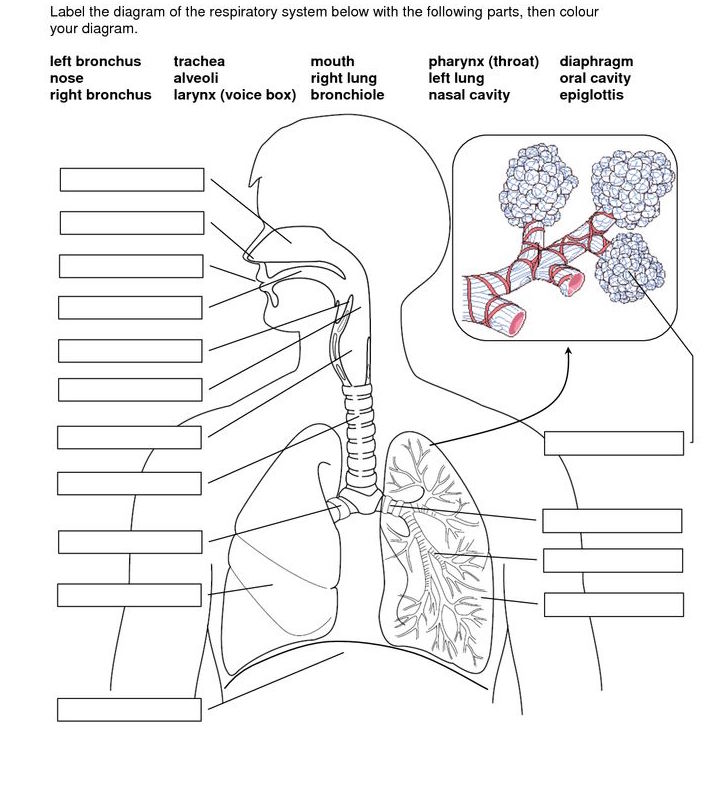 Label the diagram of the respiratory system below with the following parts, then colour
your diagram.
left bronchus trachea mouth pharynx (throat) diaphragm
nose alveoli right lung left lung oral cavity
right bronchus larynx (voice box) bronchiole nasal cavity epiglottis